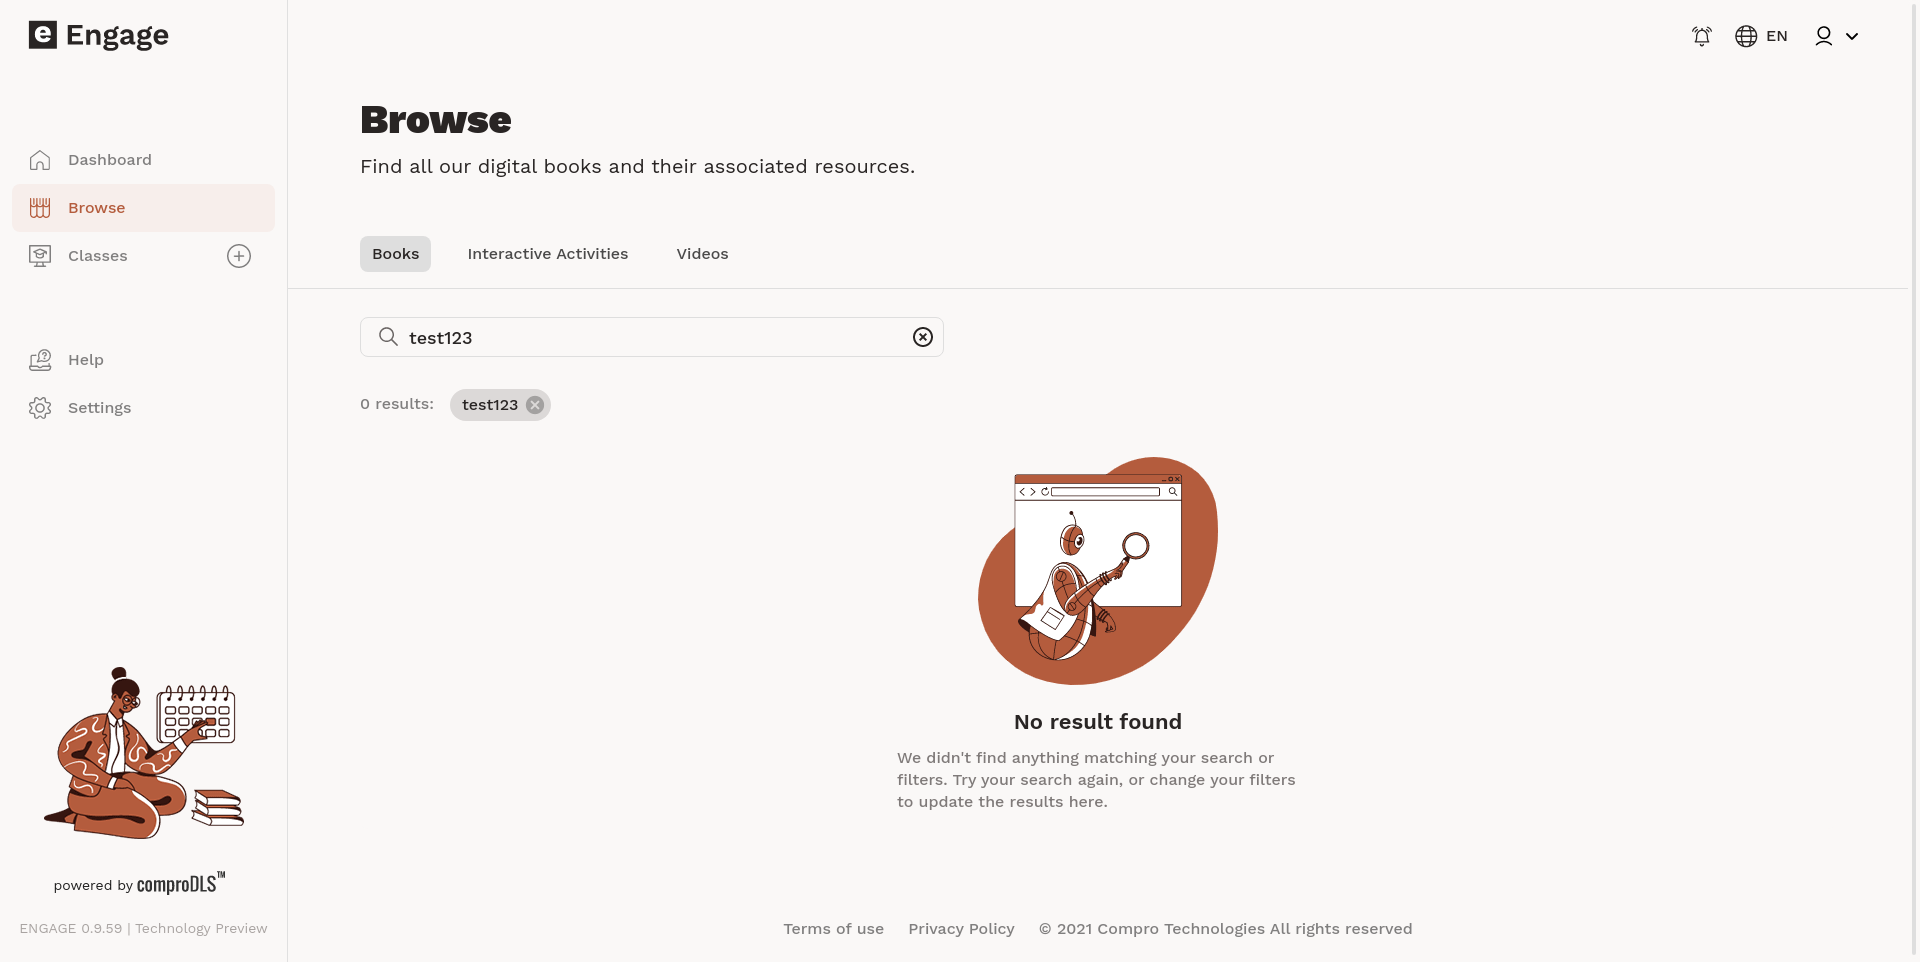 e Engage
EN
Dashboard
Browse
Classes
Help
Settings
powered by comproDLS™
ENGAGE 0.9.59 | Technology Preview
Browse
Find all our digital books and their associated resources.
Books Interactive Activities Videos
test123
0 results: test123
No result found
We didn't find anything matching your search or
filters. Try your search again, or change your filters
to update the results here.
Terms of use Privacy Policy © 2021 Compro Technologies All rights reserved